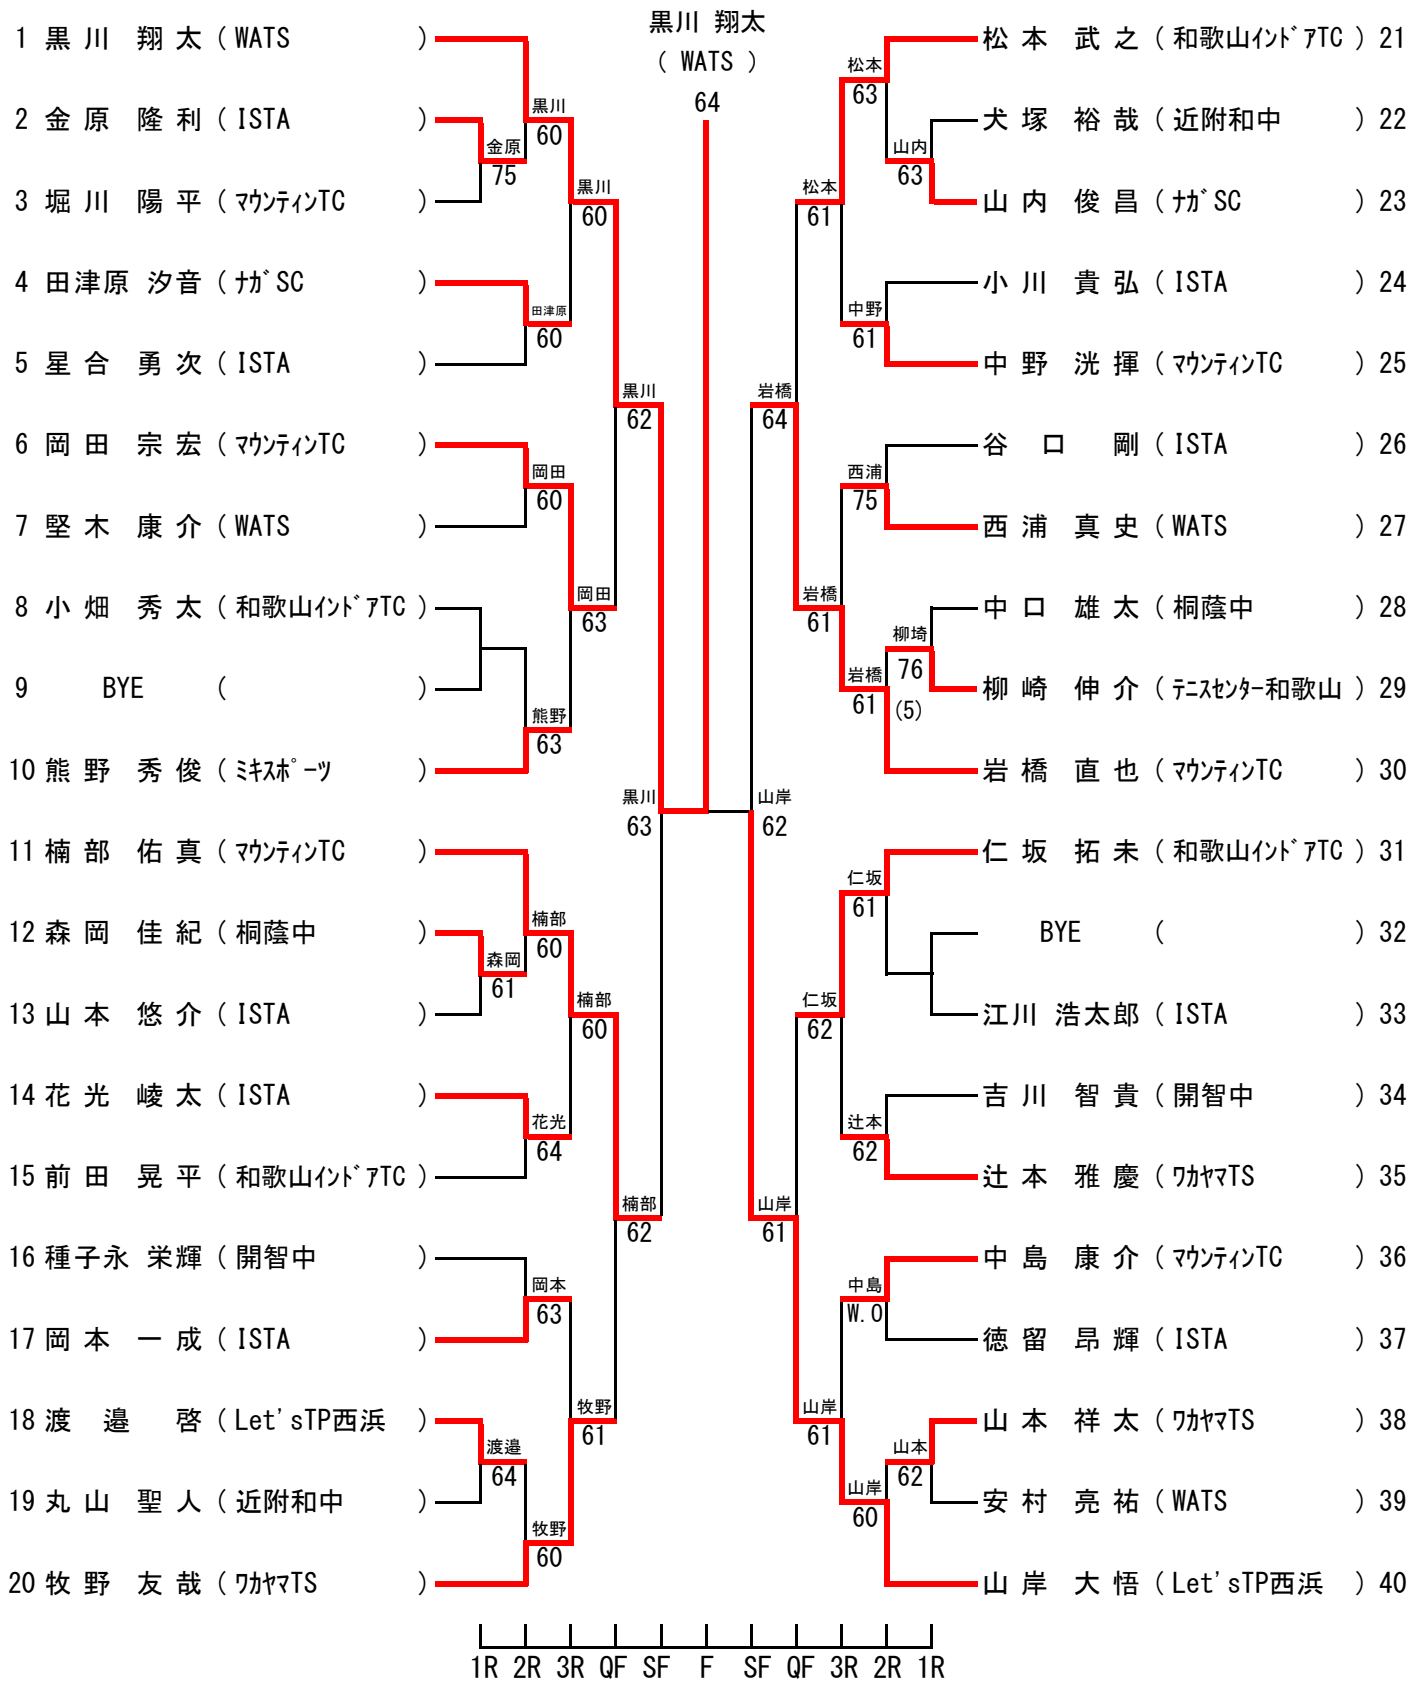 黒川 翔太
( WATS )
64
1 黒川 翔太 ( WATS )
2 金原 隆利 ( ISTA )
3 堀川 陽平 ( マウンティンTC )
4 田津原 汐音 ( ナガSC )
5 星合 勇次 ( ISTA )
6 岡田 宗宏 ( マウンティンTC )
7 堅木 康介 ( WATS )
8 小畑 秀太 ( 和歌山インドアTC )
9 BYE ( )
10 熊野 秀俊 ( ミキスポーツ )
11 楠部 佑真 ( マウンティンTC )
12 森岡 佳紀 ( 桐蔭中 )
13 山本 悠介 ( ISTA )
14 花光 崚太 ( ISTA )
15 前田 晃平 ( 和歌山インドアTC )
16 種子永 栄輝 ( 開智中 )
17 岡本 一成 ( ISTA )
18 渡邉 啓 ( Let'sTP西浜 )
19 丸山 聖人 ( 近附和中 )
20 牧野 友哉 ( ワカヤマTS )
金原
75
森岡
61
渡邉
64
黒川
60
田津原
60
岡田
60
熊野
63
楠部
60
花光
64
岡本
63
牧野
60
黒川
60
岡田
63
楠部
60
牧野
61
黒川
62
楠部
62
黒川
63
山岸
62
岩橋
64
山岸
61
松本
61
岩橋
61
仁坂
62
山岸
61
松本
63
中野
61
西浦
75
岩橋
61
仁坂
61
辻本
62
中島
W.O
山岸
60
山内
63
柳埼
76
(5)
山本
62
松本 武之 ( 和歌山インドアTC ) 21
犬塚 裕哉 ( 近附和中 ) 22
山内 俊昌 ( ナガSC ) 23
小川 貴弘 ( ISTA ) 24
中野 洸揮 ( マウンティンTC ) 25
谷口 剛 ( ISTA ) 26
西浦 真史 ( WATS ) 27
中口 雄太 ( 桐蔭中 ) 28
柳崎 伸介 ( テニスセンター和歌山 ) 29
岩橋 直也 ( マウンティンTC ) 30
仁坂 拓未 ( 和歌山インドアTC ) 31
BYE ( ) 32
江川 浩太郎 ( ISTA ) 33
吉川 智貴 ( 開智中 ) 34
辻本 雅慶 ( ワカヤマTS ) 35
中島 康介 ( マウンティンTC ) 36
徳留 昂輝 ( ISTA ) 37
山本 祥太 ( ワカヤマTS ) 38
安村 亮祐 ( WATS ) 39
山岸 大悟 ( Let'sTP西浜 ) 40
1R 2R 3R QF SF F SF QF 3R 2R 1R